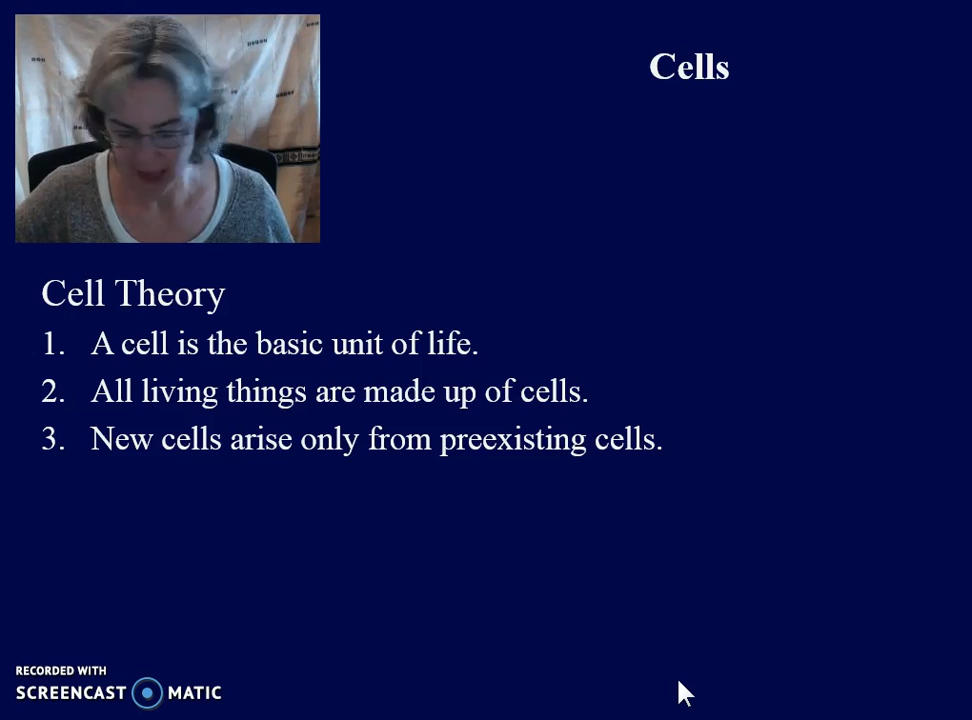 Cells
Cell Theory
1. A cell is the basic unit of life.
2. All living things are made up of cells.
3. New cells arise only from preexisting cells.
RECORDED WITH
SCREENCAST MATIC